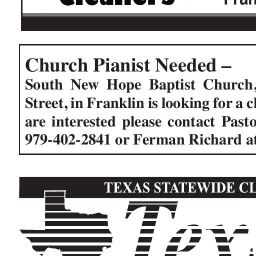 Cleaners
Church Pianist Needed –
South New Hope Baptist Church,
Street, in Franklin is looking for a
are interested please contact Pasto
979-402-2841 or Ferman Richard at
TEXAS STATEWIDE CL
Tex